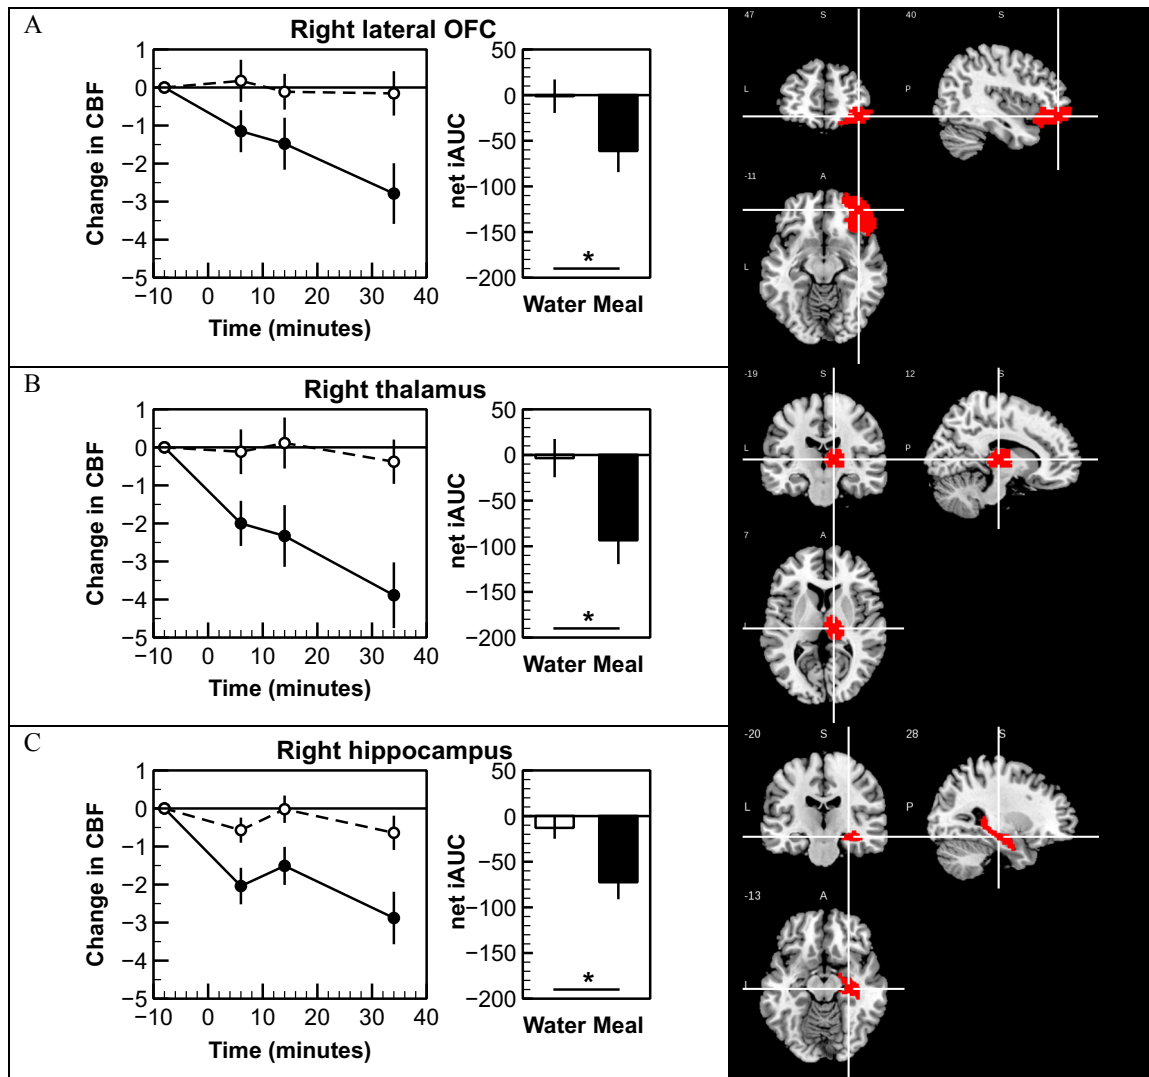 A
Right lateral OFC
Change in CBF
1
0
−1
−2
−3
−4
−5
−10 0 10 20 30 40
Time (minutes)
net iAUC
50
0
−50
−100
−150
−200
*
Water Meal
47 S 40 S
L P
-11 A
L
B
Right thalamus
Change in CBF
1
0
−1
−2
−3
−4
−5
−10 0 10 20 30 40
Time (minutes)
net iAUC
50
0
−50
−100
−150
−200
*
Water Meal
-19 S 12 S
L P
7 A
L
C
Right hippocampus
Change in CBF
1
0
−1
−2
−3
−4
−5
−10 0 10 20 30 40
Time (minutes)
net iAUC
50
0
−50
−100
−150
−200
*
Water Meal
-20 S 28 S
L P
-13 A
L